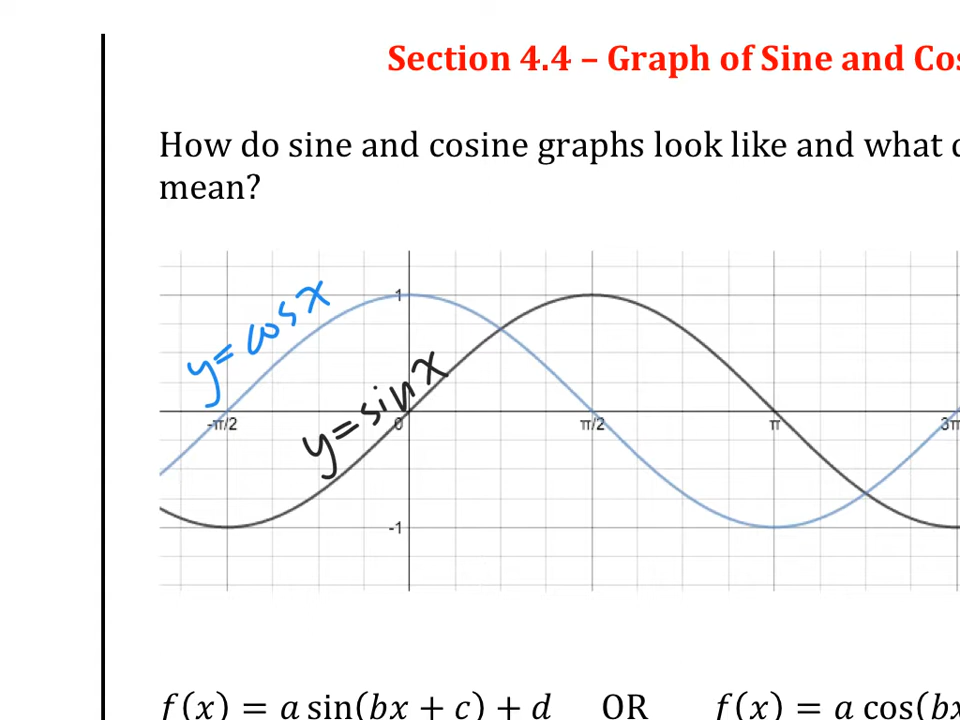 Section 4.4 – Graph of Sine and Cos
How do sine and cosine graphs look like and what
mean?
y = cos x
1
y = sin x
-π/2
0
π/2
π
3π
-1
f(x) = a sin(bx + c) + d OR f(x) = a cos(bx